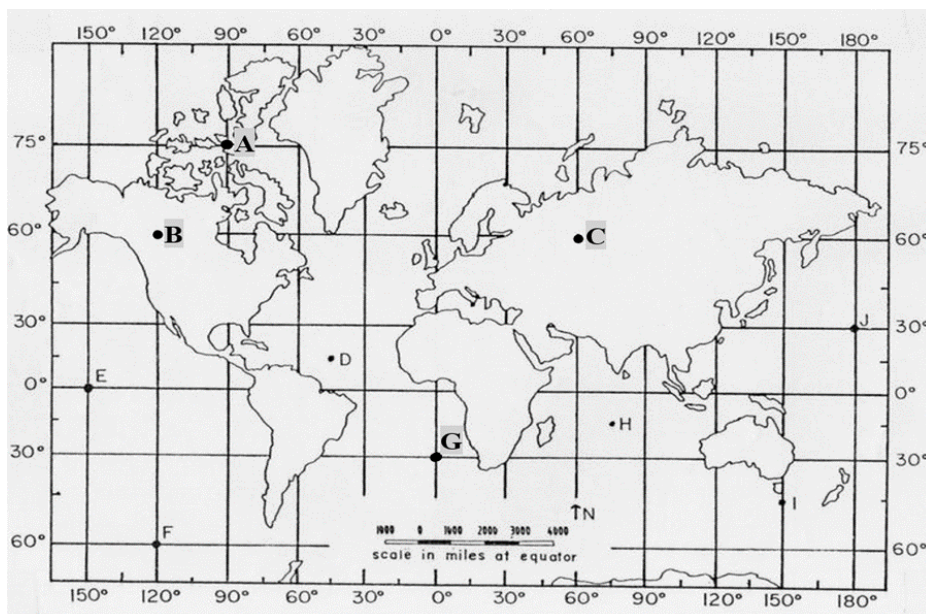 150° 120° 90° 60° 30° 0° 30° 60° 90° 120° 150° 180°
75° A 75°
60° B C 60°
30° J 30°
D
E
0° 0°
H
G
30° 30°
I
↑N
F
1000 0 1000 2000 3000 4000
scale in miles at equator
60° 60°
150° 120° 90° 60° 30° 0° 30° 60° 90° 120° 150° 180°